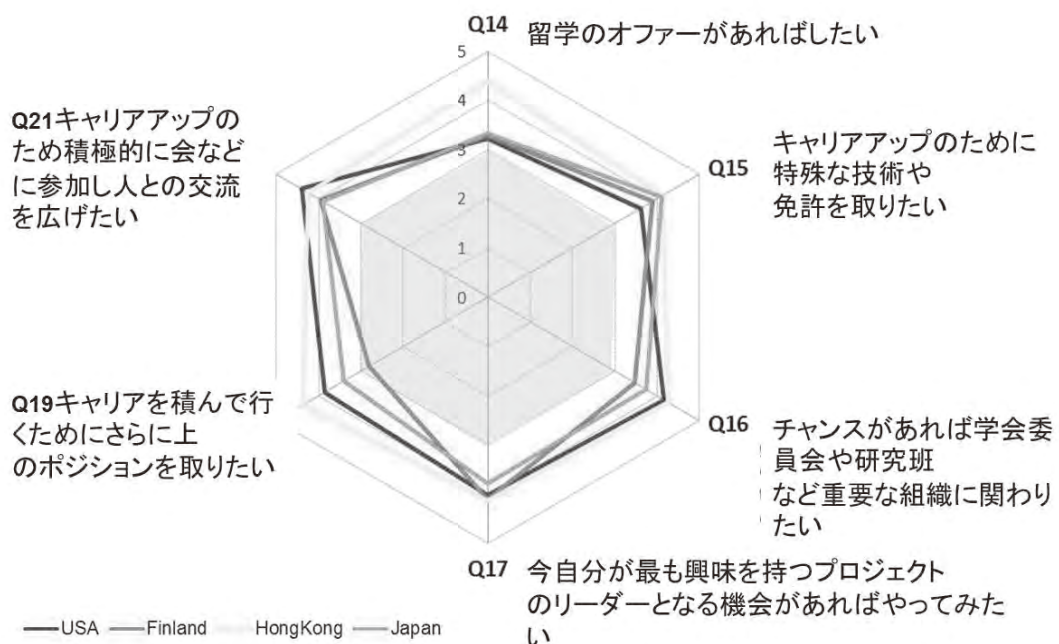 Q14 留学のオファーがあればしたい
5
4
3
2
1
0
Q15 キャリアアップのために
特殊な技術や
免許を取りたい
Q16 チャンスがあれば学会委
員会や研究班
など重要な組織に関わり
たい
Q17 今自分が最も興味を持つプロジェクト
のリーダーとなる機会があればやってみた
い
Q19キャリアを積んで行
くためにさらに上
のポジションを取りたい
Q21キャリアアップの
ため積極的に会など
に参加し人との交流
を広げたい
USA Finland HongKong Japan